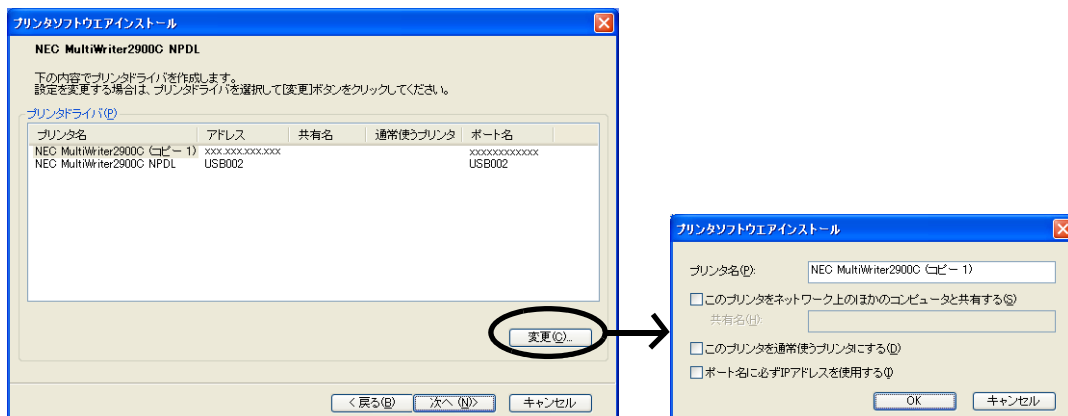 プリンタソフトウエアインストール
NEC MultiWriter2900C NPDL
下の内容でプリンタドライバを作成します。
設定を変更する場合は、プリンタドライバを選択して[変更]ボタンをクリックしてください。
プリンタドライバ(P)
プリンタ名 アドレス 共有名 通常使うプリンタ ポート名
NEC MultiWriter2900C (コピー 1) xxx.xxx.xxx.xxx xxxxxxxxxxxx
NEC MultiWriter2900C NPDL USB002 USB002
変更(C)...
< 戻る(B) 次へ (N)> キャンセル
プリンタソフトウエアインストール
プリンタ名(P): NEC MultiWriter2900C (コピー 1)
このプリンタをネットワーク上のほかのコンピュータと共有する(S)
共有名(H):
このプリンタを通常使うプリンタにする(D)
ポート名に必ずIPアドレスを使用する(I)
OK キャンセル